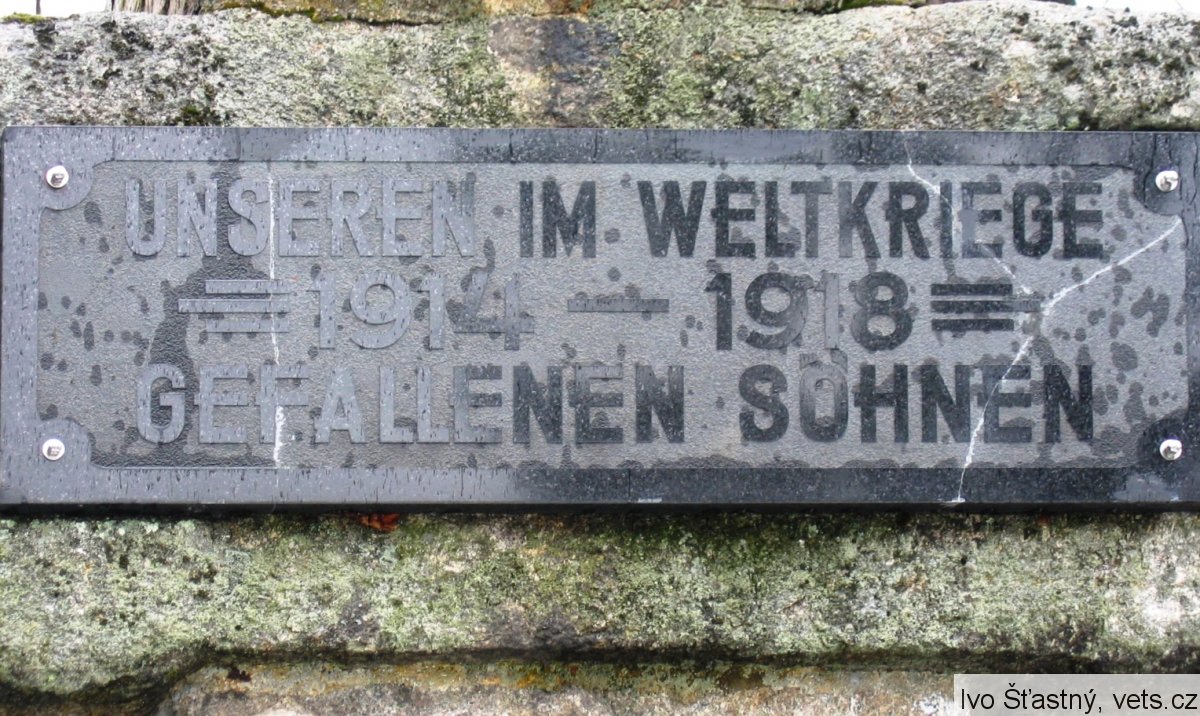 UNSEREN IM WELTKRIEGE
1914 — 1918
GEFALLENEN SÖHNEN
Ivo Šťastný, vets.cz